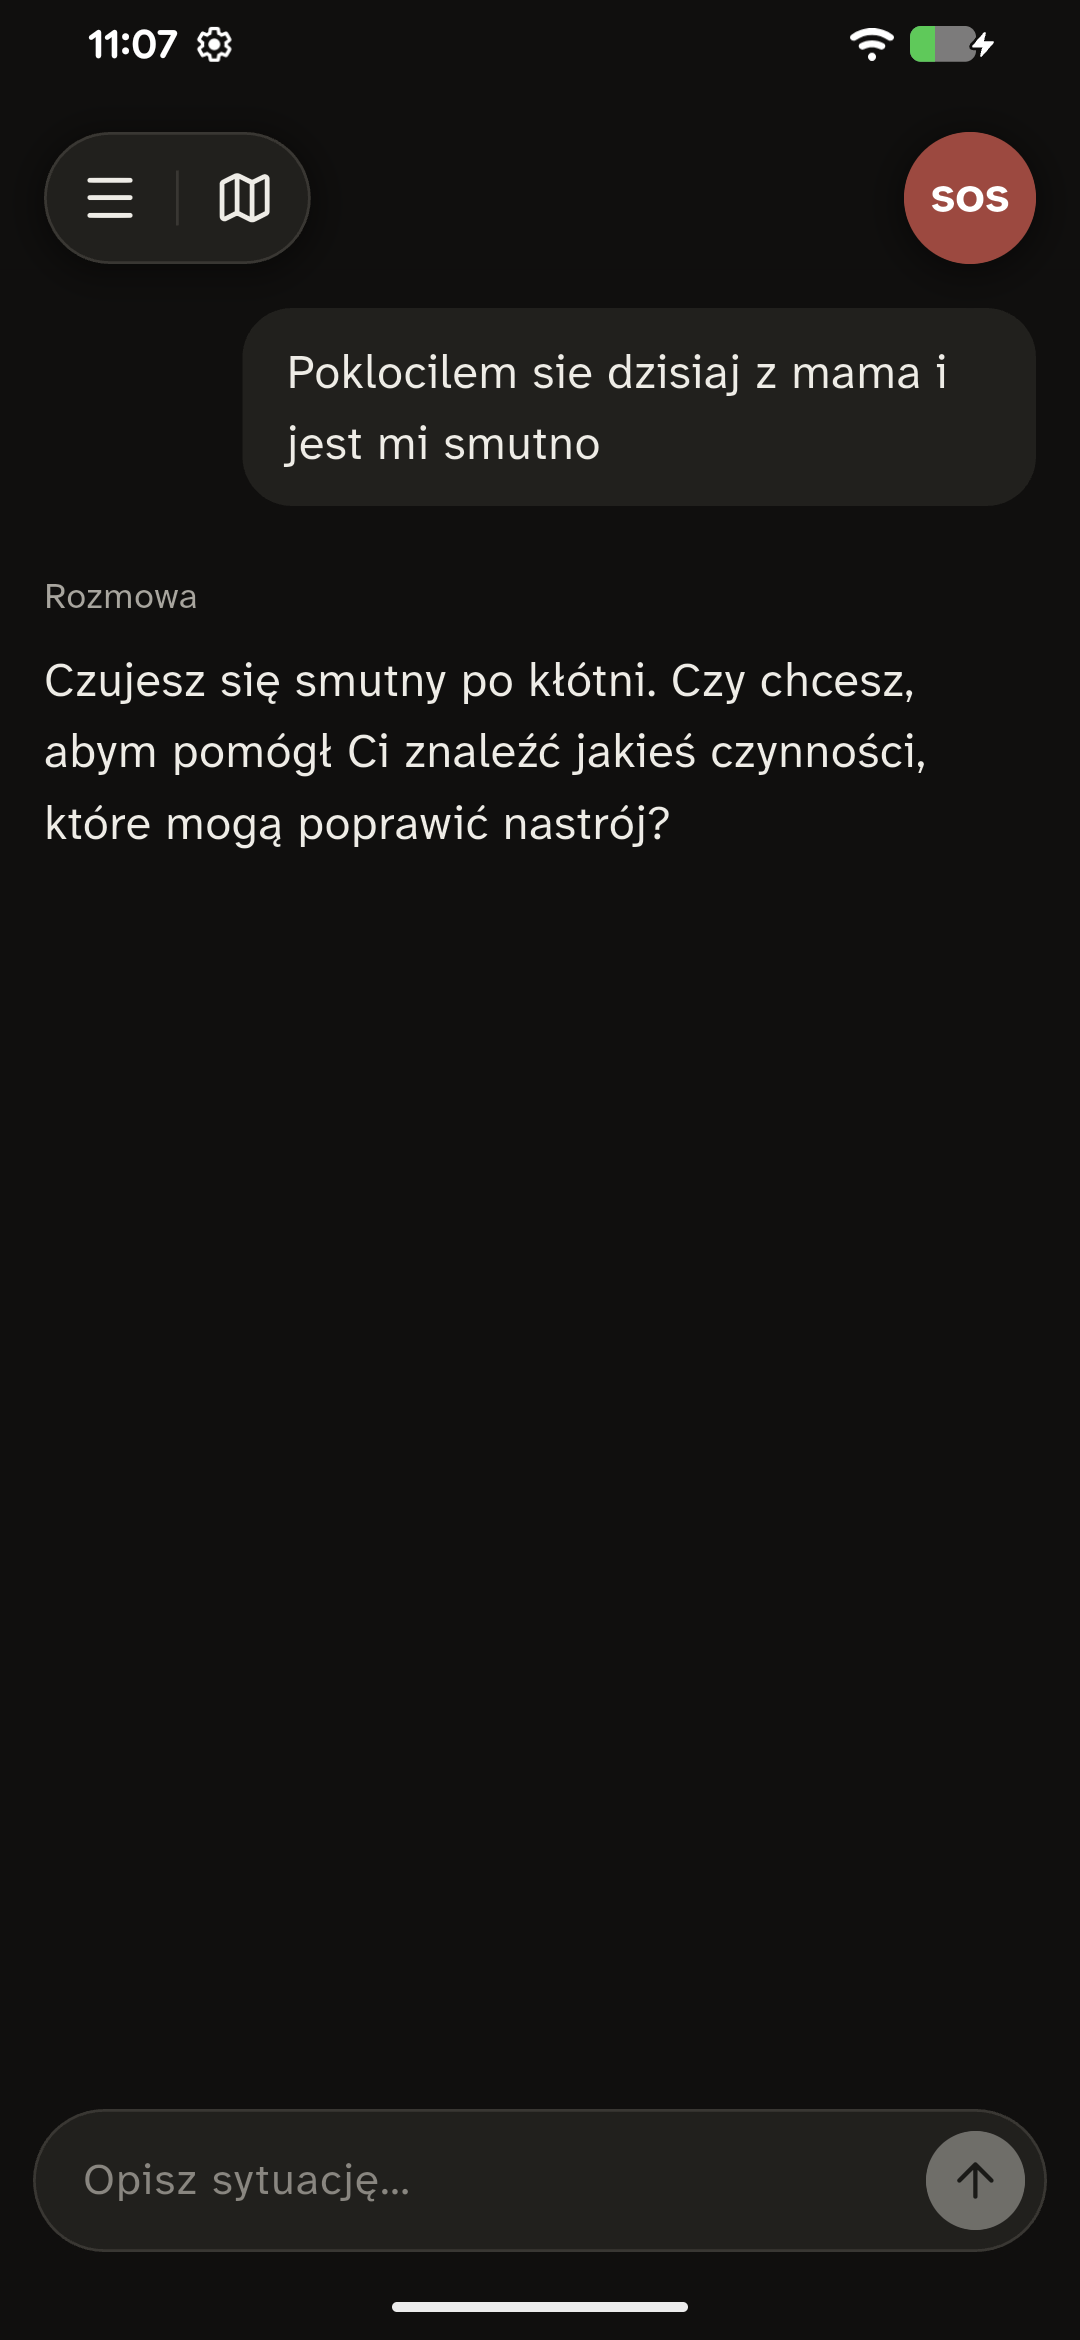 11:07
SOS
Poklocilem sie dzisiaj z mama i
jest mi smutno
Rozmowa
Czujesz się smutny po kłótni. Czy chcesz,
abym pomógł Ci znaleźć jakieś czynności,
które mogą poprawić nastrój?
Opisz sytuację...